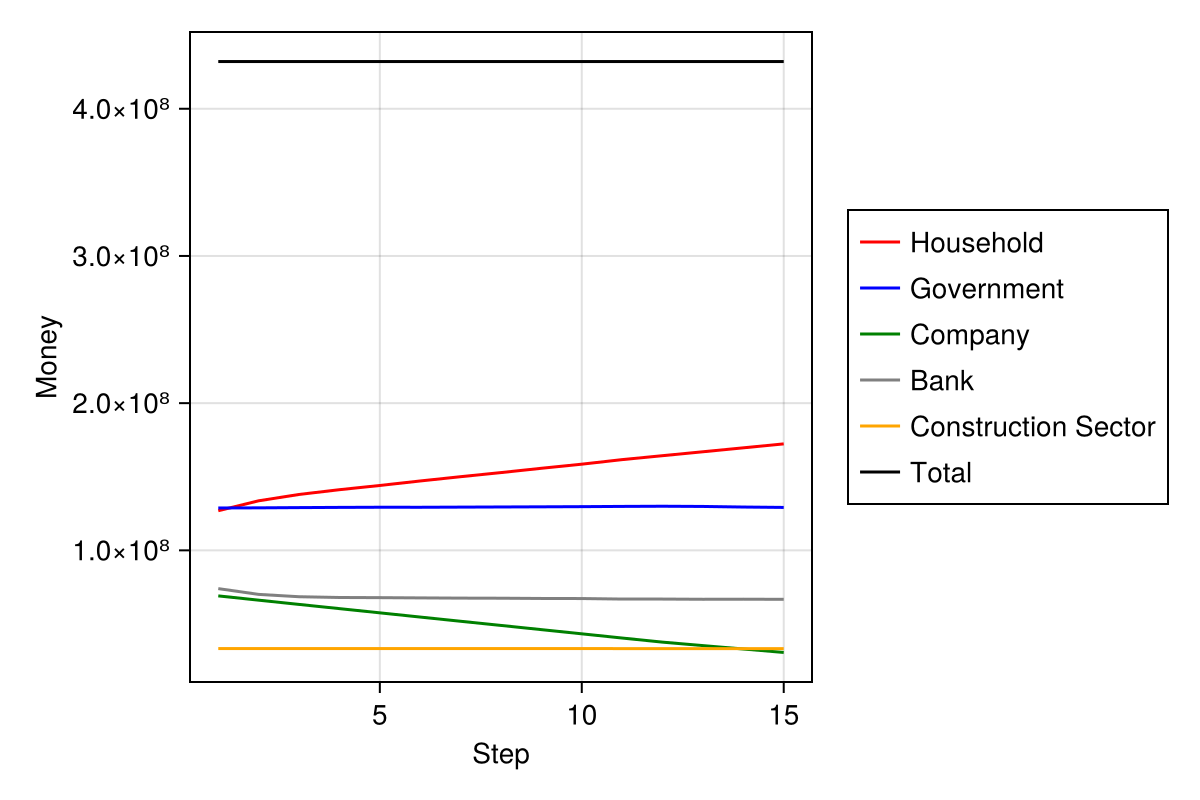 4.0×10⁸
3.0×10⁸
2.0×10⁸
1.0×10⁸
Money
5 10 15
Step
Household
Government
Company
Bank
Construction Sector
Total